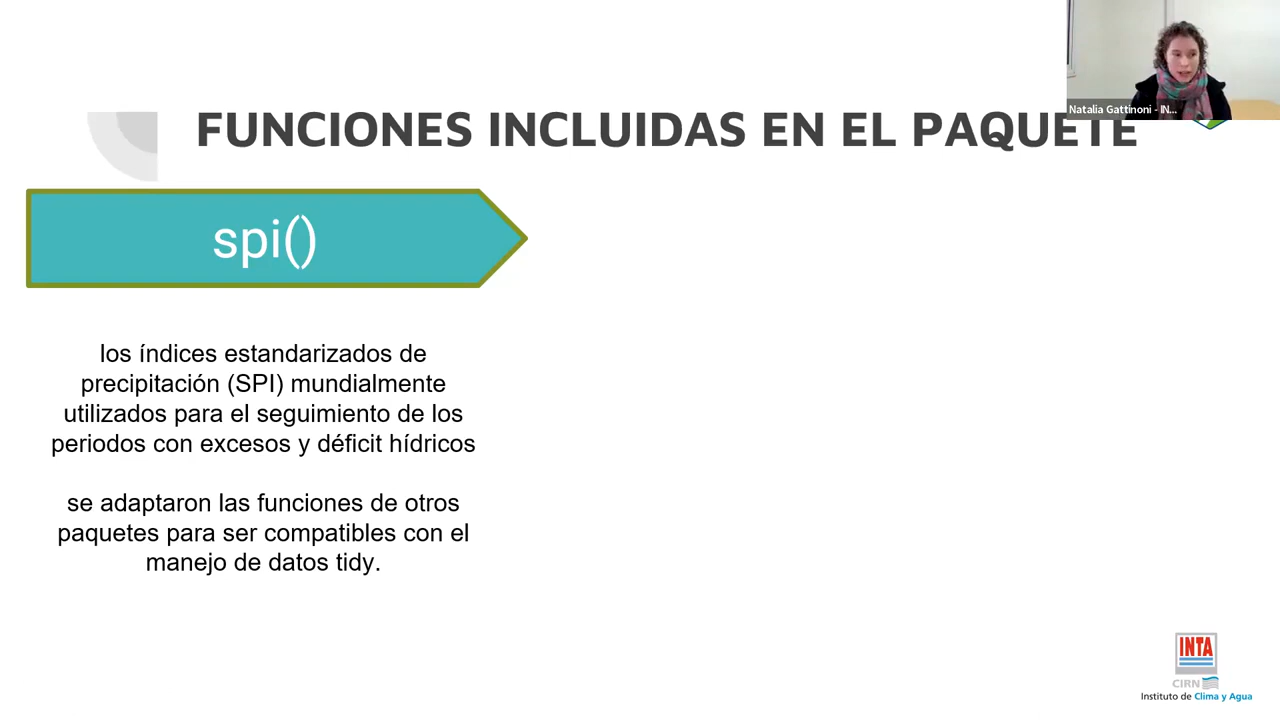 Natalia Gattinoni - IN...
FUNCIONES INCLUIDAS EN EL PAQUETE
spi()
los índices estandarizados de
precipitación (SPI) mundialmente
utilizados para el seguimiento de los
periodos con excesos y déficit hídricos
se adaptaron las funciones de otros
paquetes para ser compatibles con el
manejo de datos tidy.
INTA
CIRN
Instituto de Clima y Agua